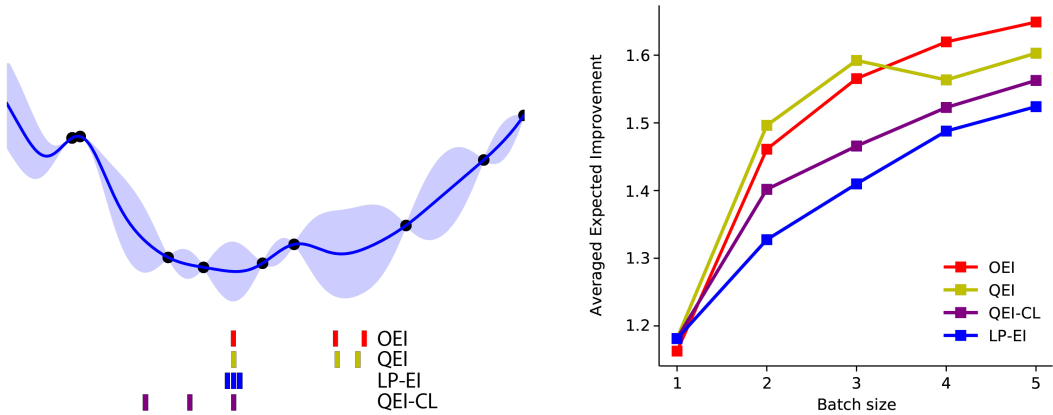 OEI
QEI
LP-EI
QEI-CL
Averaged Expected Improvement
1.6
1.5
1.4
1.3
1.2
OEI
QEI
QEI-CL
LP-EI
1 2 3 4 5
Batch size